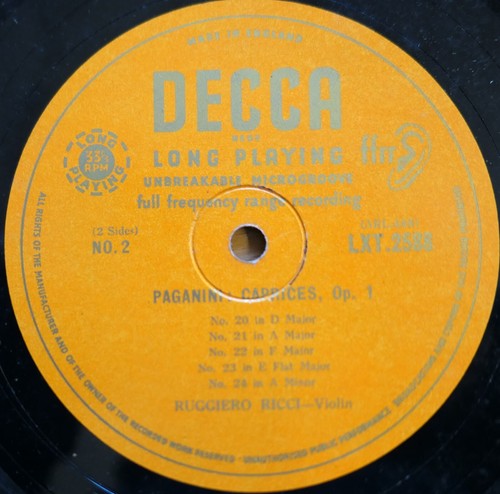 MADE IN ENGLAND
DECCA
LONG PLAYING
33⅓
RPM
LONG PLAYING
ffrr
UNBREAKABLE MICROGROOVE
full frequency range recording
(2 Sides)
NO. 2
PAGANINI: CAPRICES, Op. 1
No. 20 in D Major
No. 21 in A Major
No. 22 in F Major
No. 23 in E Flat Major
No. 24 in A Minor
RUGGIERO RICCI—Violin
ALL RIGHTS OF THE MANUFACTURER AND OF THE OWNER OF THE RECORDED WORK RESERVED · UNAUTHORISED PUBLIC PERFORMANCE BROADCASTING AND COPYING